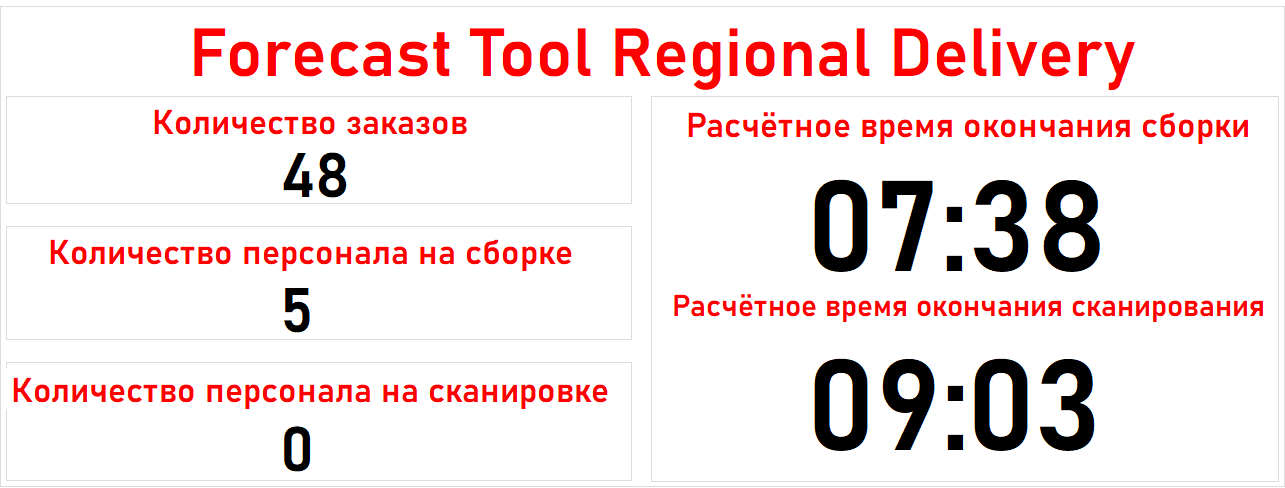 Forecast Tool Regional Delivery
Количество заказов
48
Количество персонала на сборке
5
Количество персонала на сканировке
0
Расчётное время окончания сборки
07:38
Расчётное время окончания сканирования
09:03